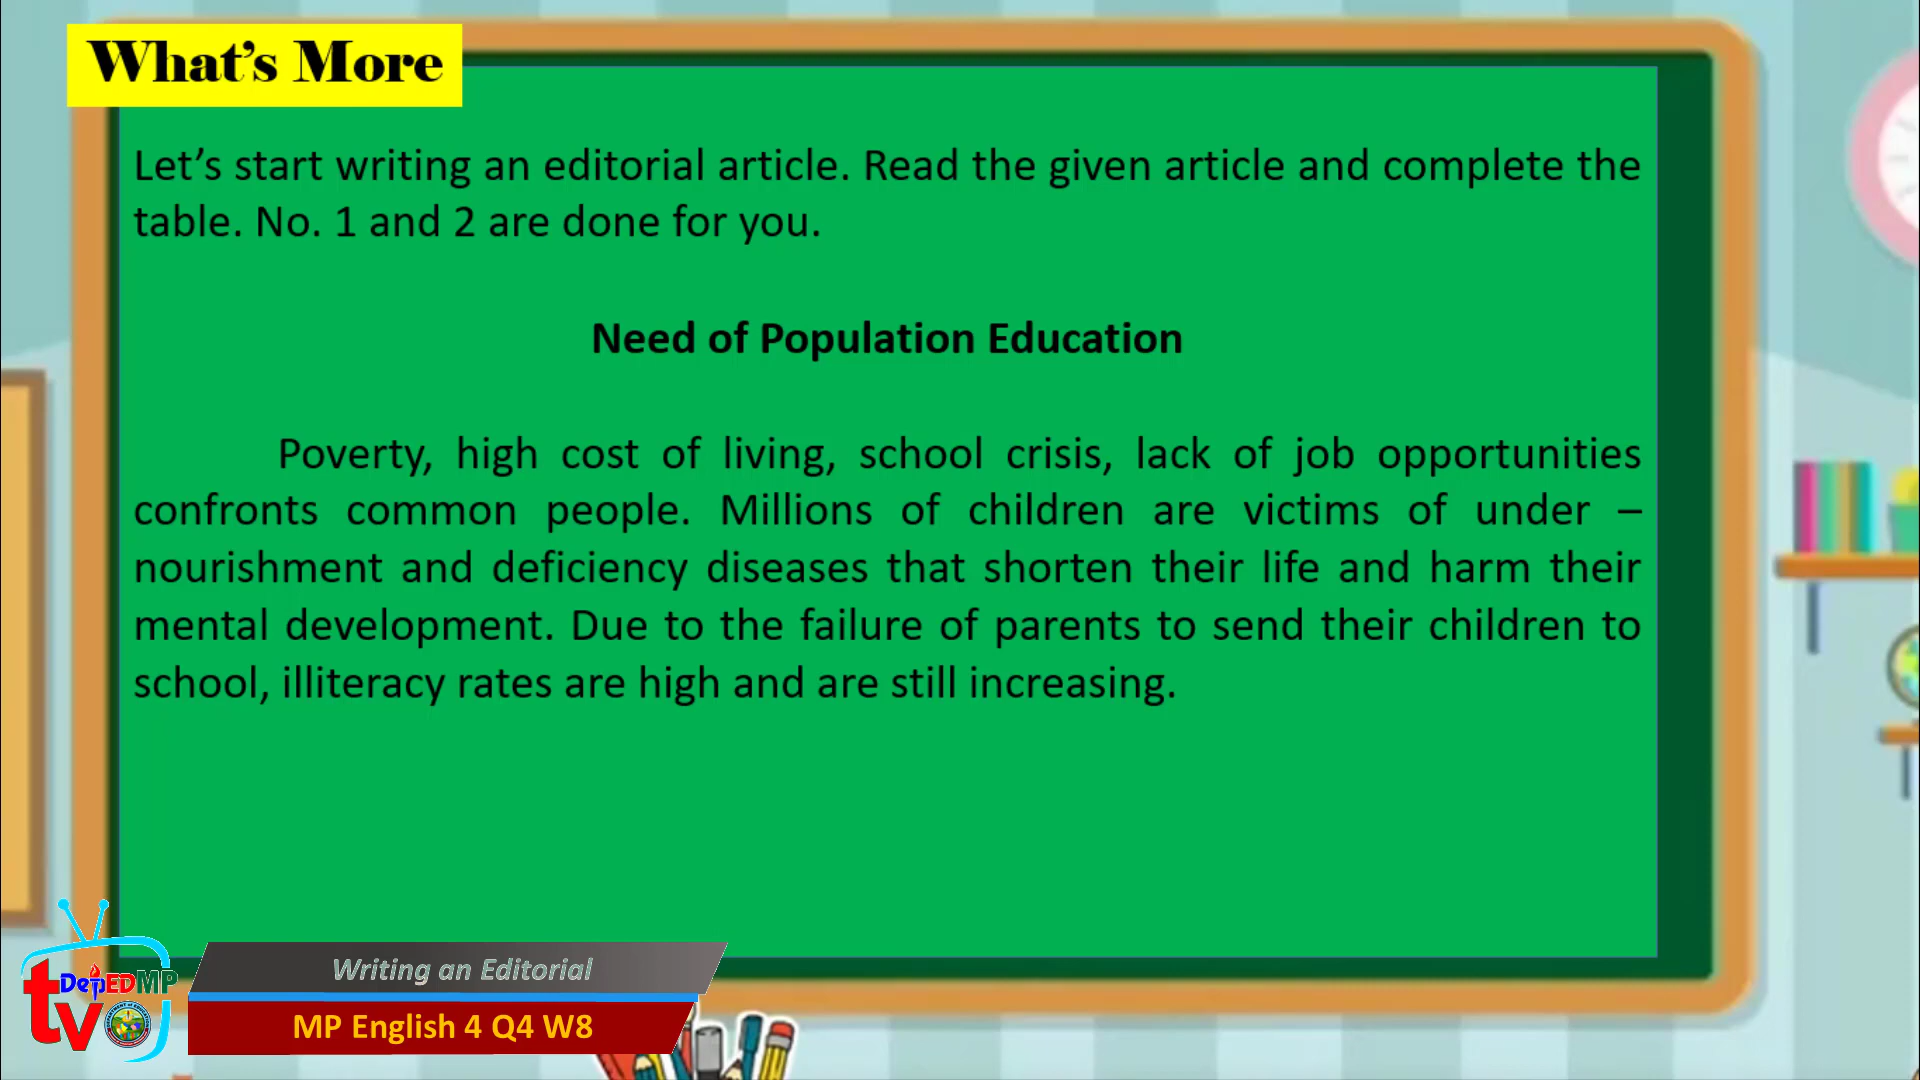 What's More
Let's start writing an editorial article. Read the given article and complete the
table. No. 1 and 2 are done for you.
Need of Population Education
Poverty, high cost of living, school crisis, lack of job opportunities
confronts common people. Millions of children are victims of under –
nourishment and deficiency diseases that shorten their life and harm their
mental development. Due to the failure of parents to send their children to
school, illiteracy rates are high and are still increasing.
DepEDMP
tv
Writing an Editorial
MP English 4 Q4 W8